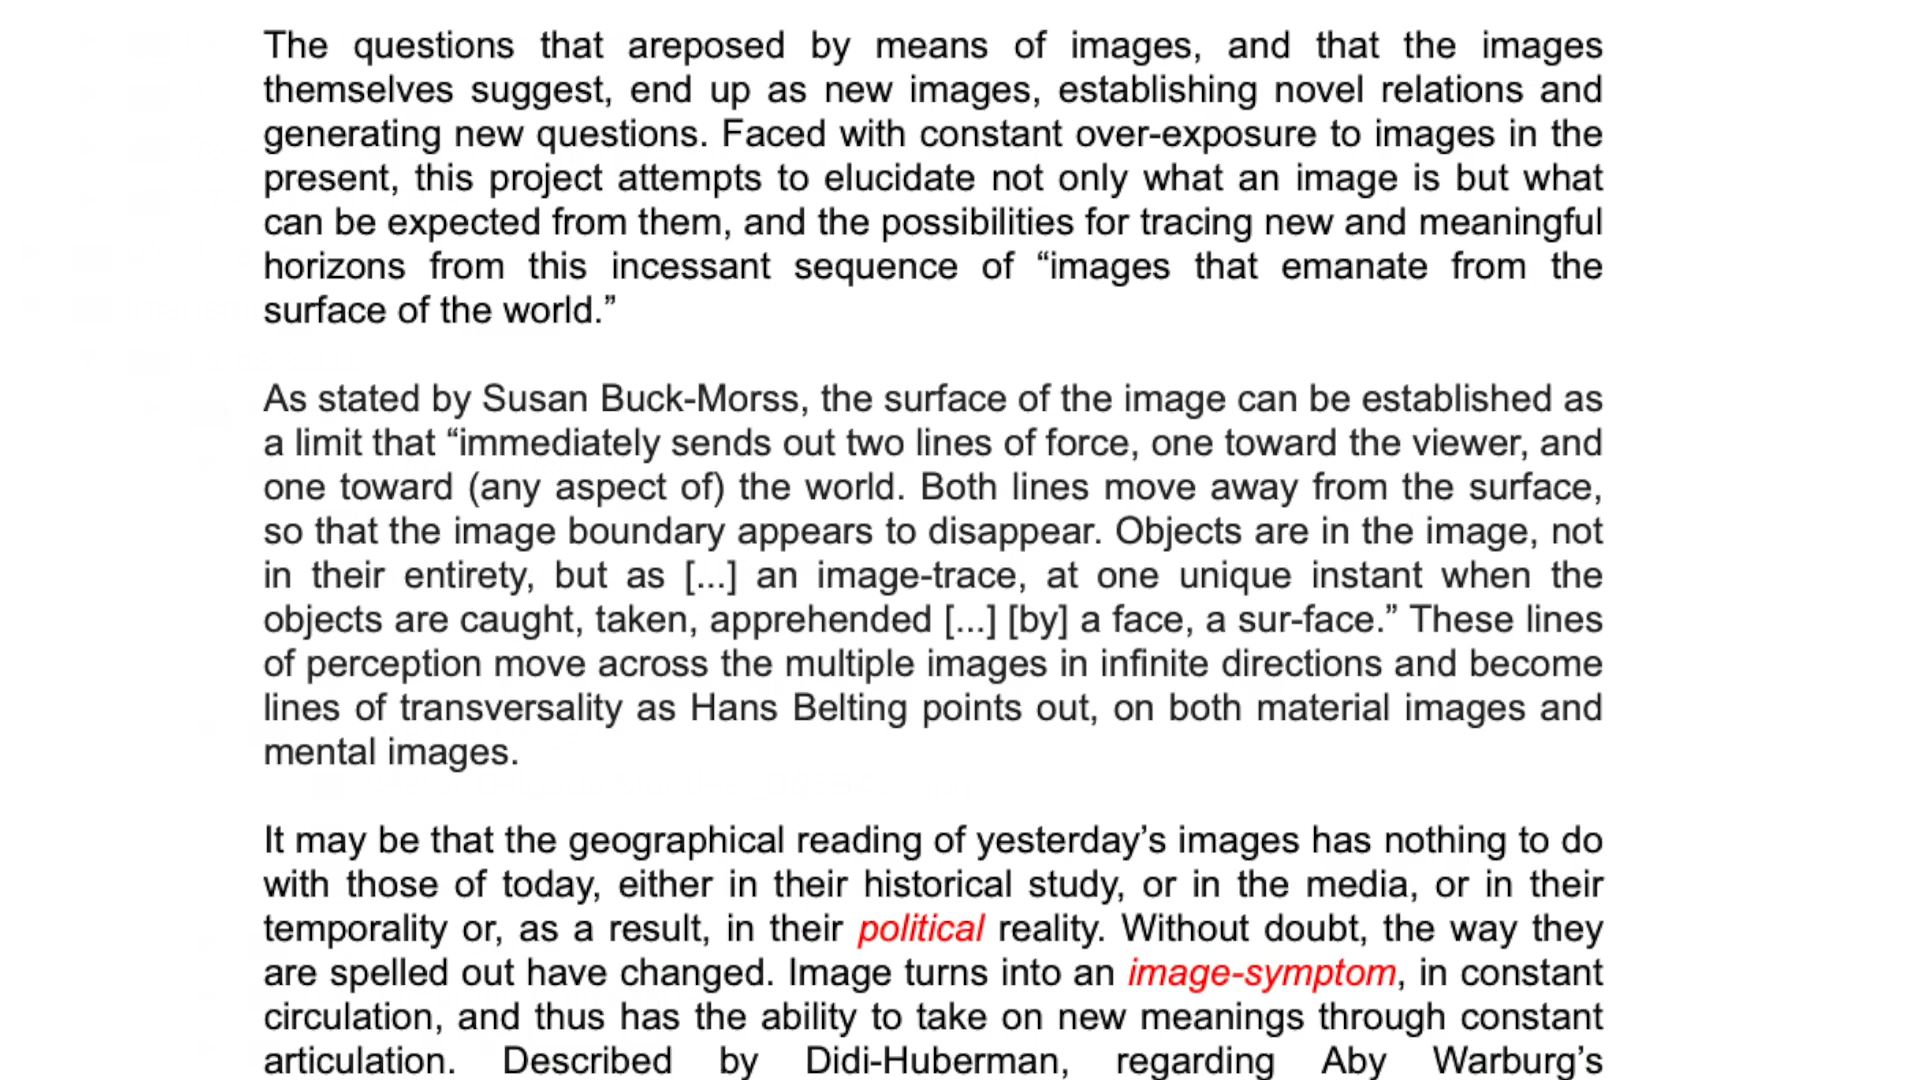 The questions that areposed by means of images, and that the images
themselves suggest, end up as new images, establishing novel relations and
generating new questions. Faced with constant over-exposure to images in the
present, this project attempts to elucidate not only what an image is but what
can be expected from them, and the possibilities for tracing new and meaningful
horizons from this incessant sequence of “images that emanate from the
surface of the world.”
As stated by Susan Buck-Morss, the surface of the image can be established as
a limit that “immediately sends out two lines of force, one toward the viewer, and
one toward (any aspect of) the world. Both lines move away from the surface,
so that the image boundary appears to disappear. Objects are in the image, not
in their entirety, but as [...] an image-trace, at one unique instant when the
objects are caught, taken, apprehended [...] [by] a face, a sur-face.” These lines
of perception move across the multiple images in infinite directions and become
lines of transversality as Hans Belting points out, on both material images and
mental images.
It may be that the geographical reading of yesterday’s images has nothing to do
with those of today, either in their historical study, or in the media, or in their
temporality or, as a result, in their political reality. Without doubt, the way they
are spelled out have changed. Image turns into an image-symptom, in constant
circulation, and thus has the ability to take on new meanings through constant
articulation. Described by Didi-Huberman, regarding Aby Warburg’s